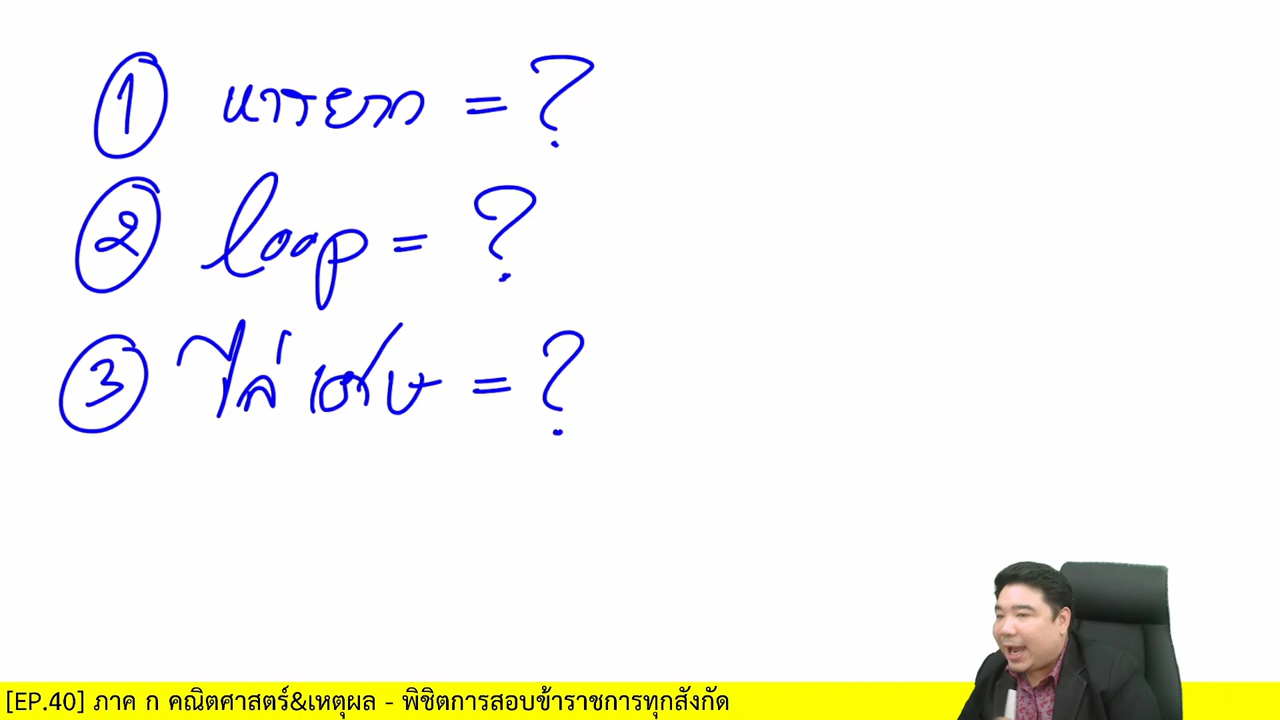 ① หารยาก = ?
② loop = ?
③ ไล่เศษ = ?
[EP.40] ภาค ก คณิตศาสตร์&เหตุผล - พิชิตการสอบข้าราชการทุกสังกัด